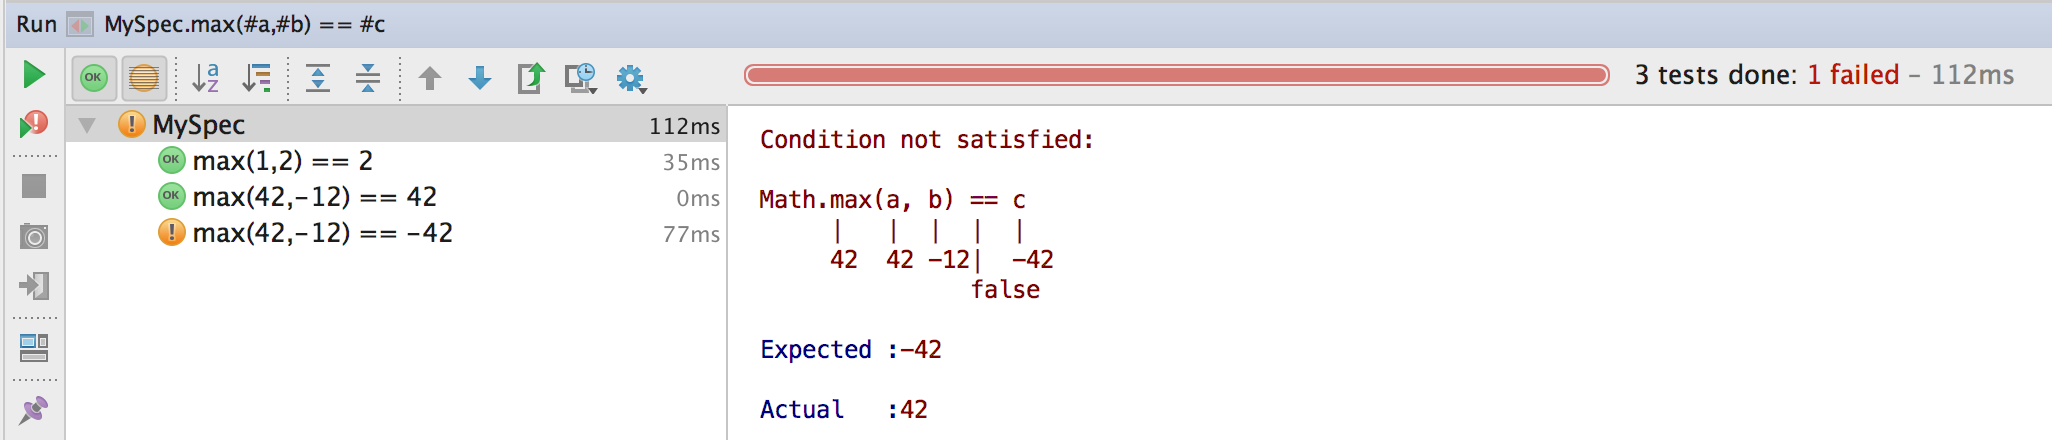 Run MySpec.max(#a,#b) == #c
OK a z 3 tests done: 1 failed – 112ms
MySpec 112ms
OK max(1,2) == 2 35ms
OK max(42,-12) == 42 0ms
! max(42,-12) == -42 77ms
Condition not satisfied:
Math.max(a, b) == c
|   |  |  |  |
42  42 -12|  -42
false
Expected :-42
Actual   :42